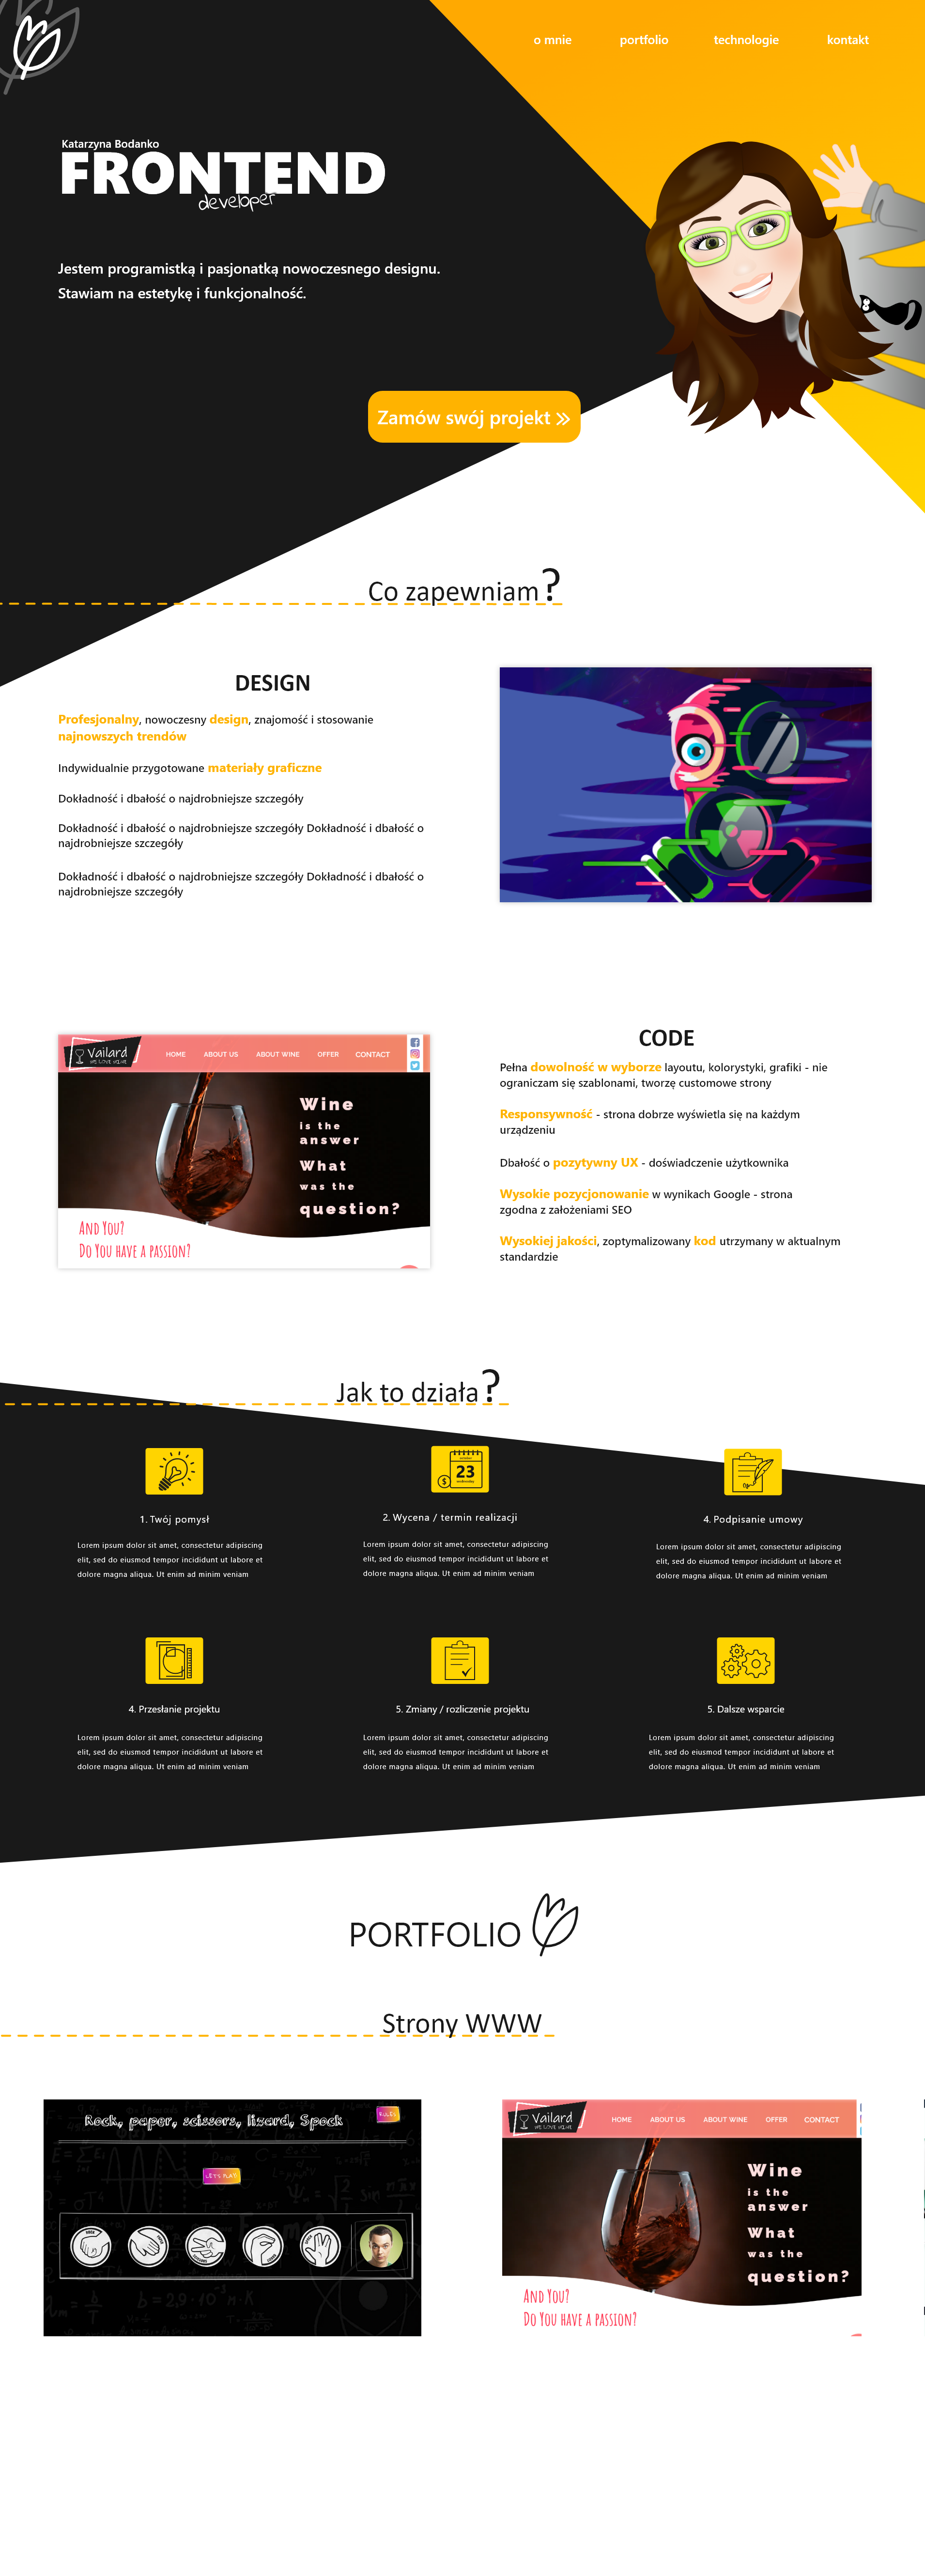 o mnie portfolio technologie kontakt
Katarzyna Bodanko
FRONTEND
developer
Jestem programistką i pasjonatką nowoczesnego designu.
Stawiam na estetykę i funkcjonalność.
Zamów swój projekt
Co zapewniam?
DESIGN
Profesjonalny, nowoczesny design, znajomość i stosowanie
najnowszych trendów
Indywidualnie przygotowane materiały graficzne
Dokładność i dbałość o najdrobniejsze szczegóły
Dokładność i dbałość o najdrobniejsze szczegóły Dokładność i dbałość o
najdrobniejsze szczegóły
Dokładność i dbałość o najdrobniejsze szczegóły Dokładność i dbałość o
najdrobniejsze szczegóły
Vailard
WE LOVE WINE
HOME ABOUT US ABOUT WINE OFFER CONTACT
Wine
is the
answer
What
was the
question?
And You?
Do You have a passion?
CODE
Pełna dowolność w wyborze layoutu, kolorystyki, grafiki - nie
ograniczam się szablonami, tworzę customowe strony
Responsywność - strona dobrze wyświetla się na każdym
urządzeniu
Dbałość o pozytywny UX - doświadczenie użytkownika
Wysokie pozycjonowanie w wynikach Google - strona
zgodna z założeniami SEO
Wysokiej jakości, zoptymalizowany kod utrzymany w aktualnym
standardzie
Jak to działa?
23
$
1. Twój pomysł
Lorem ipsum dolor sit amet, consectetur adipiscing
elit, sed do eiusmod tempor incididunt ut labore et
dolore magna aliqua. Ut enim ad minim veniam
2. Wycena / termin realizacji
Lorem ipsum dolor sit amet, consectetur adipiscing
elit, sed do eiusmod tempor incididunt ut labore et
dolore magna aliqua. Ut enim ad minim veniam
4. Podpisanie umowy
Lorem ipsum dolor sit amet, consectetur adipiscing
elit, sed do eiusmod tempor incididunt ut labore et
dolore magna aliqua. Ut enim ad minim veniam
4. Przesłanie projektu
Lorem ipsum dolor sit amet, consectetur adipiscing
elit, sed do eiusmod tempor incididunt ut labore et
dolore magna aliqua. Ut enim ad minim veniam
5. Zmiany / rozliczenie projektu
Lorem ipsum dolor sit amet, consectetur adipiscing
elit, sed do eiusmod tempor incididunt ut labore et
dolore magna aliqua. Ut enim ad minim veniam
5. Dalsze wsparcie
Lorem ipsum dolor sit amet, consectetur adipiscing
elit, sed do eiusmod tempor incididunt ut labore et
dolore magna aliqua. Ut enim ad minim veniam
PORTFOLIO
Strony WWW
Rock, paper, scissors, lizard, Spock
RULES
LET'S PLAY!
Vailard
WE LOVE WINE
HOME ABOUT US ABOUT WINE OFFER CONTACT
Wine
is the
answer
What
was the
question?
And You?
Do You have a passion?